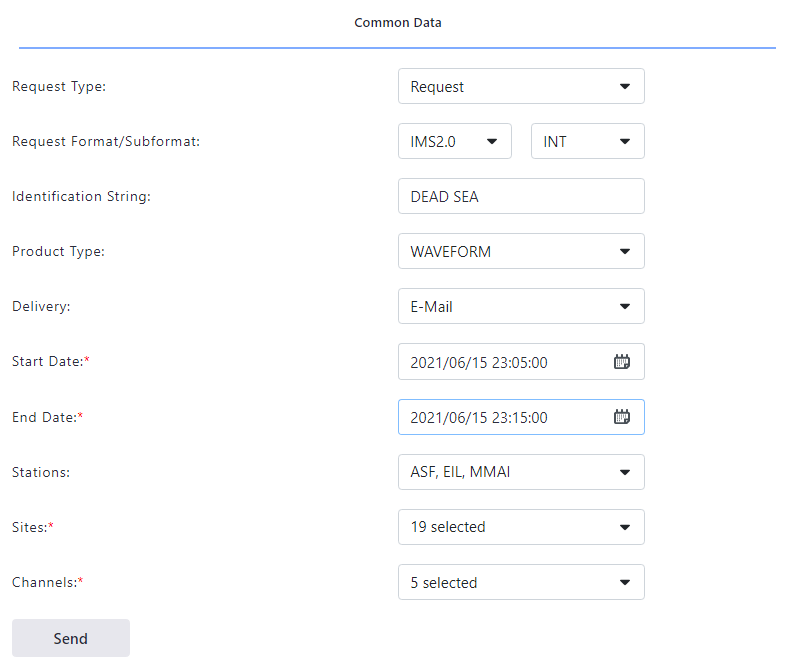 Common Data
Request Type: Request
Request Format/Subformat: IMS2.0 INT
Identification String: DEAD SEA
Product Type: WAVEFORM
Delivery: E-Mail
Start Date:* 2021/06/15 23:05:00
End Date:* 2021/06/15 23:15:00
Stations: ASF, EIL, MMAI
Sites:* 19 selected
Channels:* 5 selected
Send